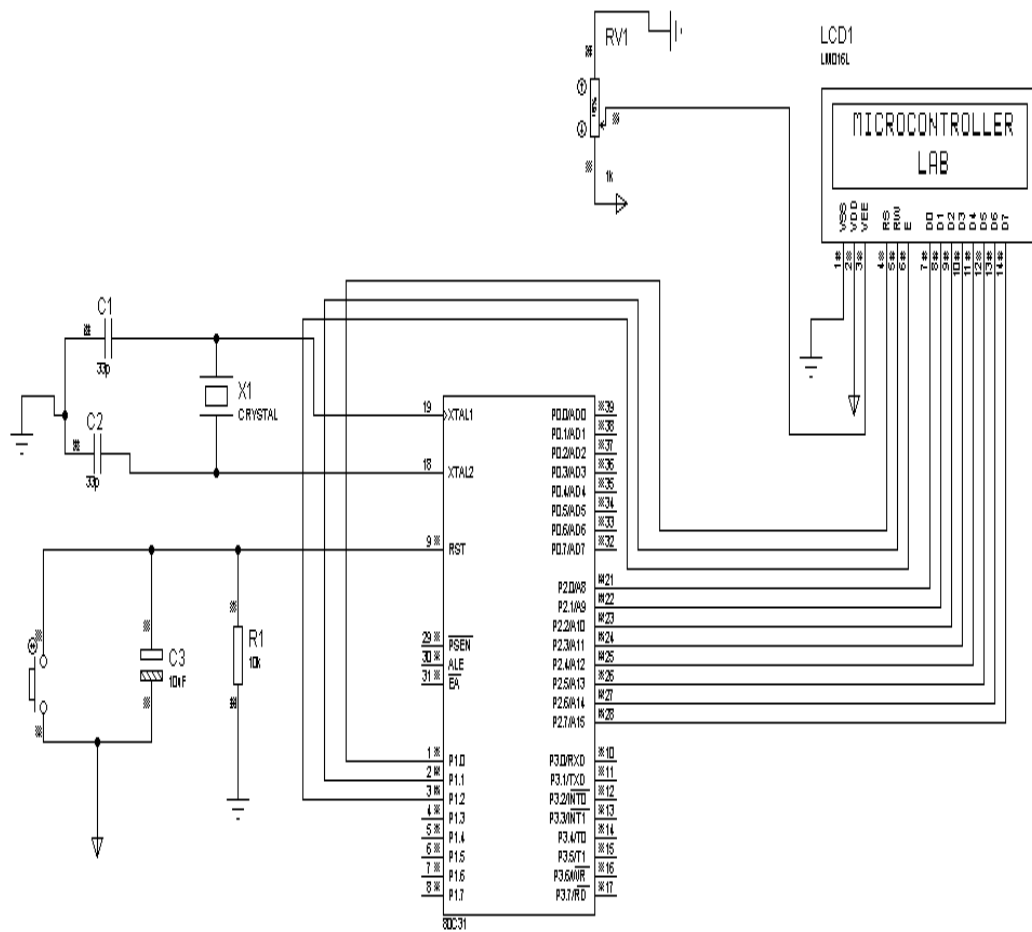 RV1
1k
LCD1
LM016L
MICROCONTROLLER
LAB
VSS
VDD
VEE
RS
RW
E
D0
D1
D2
D3
D4
D5
D6
D7
1
2
3
4
5
6
7
8
9
10
11
12
13
14
C1
33p
X1
CRYSTAL
C2
33p
19 XTAL1
18 XTAL2
9 RST
29 PSEN
30 ALE
31 EA
1 P1.0
2 P1.1
3 P1.2
4 P1.3
5 P1.4
6 P1.5
7 P1.6
8 P1.7
P0.0/AD0 39
P0.1/AD1 38
P0.2/AD2 37
P0.3/AD3 36
P0.4/AD4 35
P0.5/AD5 34
P0.6/AD6 33
P0.7/AD7 32
P2.0/A8 21
P2.1/A9 22
P2.2/A10 23
P2.3/A11 24
P2.4/A12 25
P2.5/A13 26
P2.6/A14 27
P2.7/A15 28
P3.0/RXD 10
P3.1/TXD 11
P3.2/INT0 12
P3.3/INT1 13
P3.4/T0 14
P3.5/T1 15
P3.6/WR 16
P3.7/RD 17
80C31
C3
10uF
R1
10k